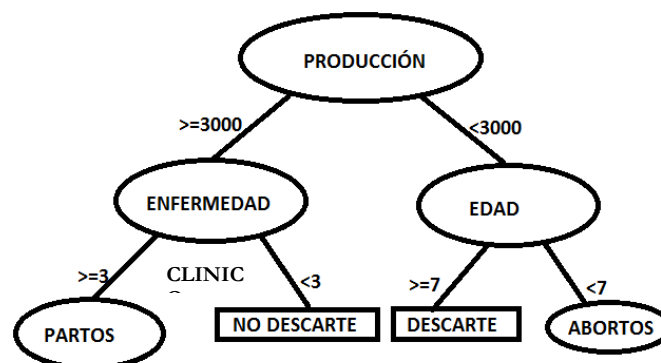 PRODUCCIÓN
>=3000
<3000
ENFERMEDAD
EDAD
>=3
CLINIC
<3
>=7
<7
PARTOS
NO DESCARTE
DESCARTE
ABORTOS